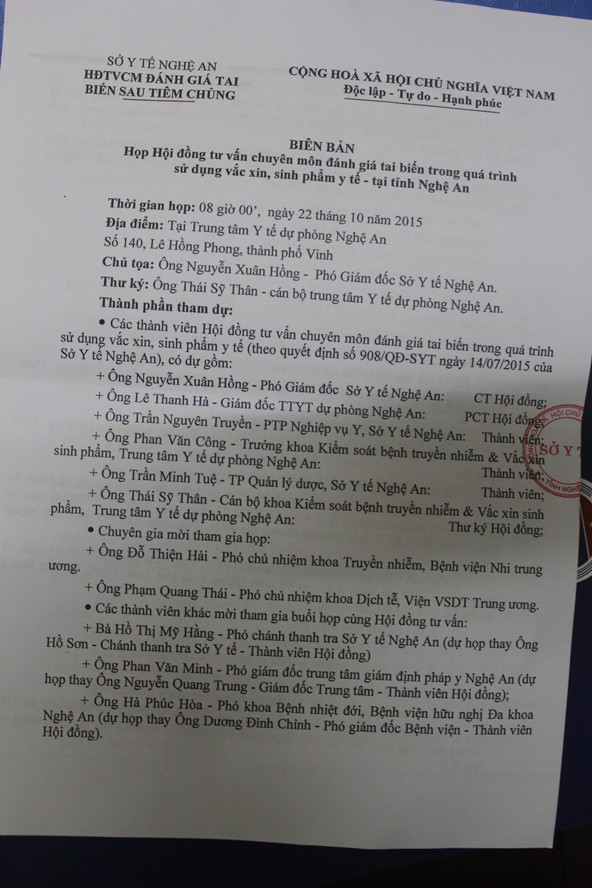 SỞ Y TẾ NGHỆ AN
HĐTVCM ĐÁNH GIÁ TAI
BIẾN SAU TIÊM CHỦNG
CỘNG HOÀ XÃ HỘI CHỦ NGHĨA VIỆT NAM
Độc lập - Tự do - Hạnh phúc
BIÊN BẢN
Họp Hội đồng tư vấn chuyên môn đánh giá tai biến trong quá trình
sử dụng vắc xin, sinh phẩm y tế - tại tỉnh Nghệ An
Thời gian họp: 08 giờ 00', ngày 22 tháng 10 năm 2015
Địa điểm: Tại Trung tâm Y tế dự phòng Nghệ An
Số 140, Lê Hồng Phong, thành phố Vinh
Chủ tọa: Ông Nguyễn Xuân Hồng - Phó Giám đốc Sở Y tế Nghệ An.
Thư ký: Ông Thái Sỹ Thân - cán bộ trung tâm Y tế dự phòng Nghệ An.
Thành phần tham dự:
• Các thành viên Hội đồng tư vấn chuyên môn đánh giá tai biến trong quá trình
sử dụng vắc xin, sinh phẩm y tế (theo quyết định số 908/QĐ-SYT ngày 14/07/2015 của
Sở Y tế Nghệ An), có dự gồm:
+ Ông Nguyễn Xuân Hồng - Phó Giám đốc Sở Y tế Nghệ An: CT Hội đồng;
+ Ông Lê Thanh Hà - Giám đốc TTYT dự phòng Nghệ An: PCT Hội đồng;
+ Ông Trần Nguyên Truyền - PTP Nghiệp vụ Y, Sở Y tế Nghệ An: Thành viên;
+ Ông Phan Văn Công - Trưởng khoa Kiểm soát bệnh truyền nhiễm & Vắc xin
sinh phẩm, Trung tâm Y tế dự phòng Nghệ An: Thành viên;
+ Ông Trần Minh Tuệ - TP Quản lý dược, Sở Y tế Nghệ An: Thành viên;
+ Ông Thái Sỹ Thân - Cán bộ khoa Kiểm soát bệnh truyền nhiễm & Vắc xin sinh
phẩm, Trung tâm Y tế dự phòng Nghệ An: Thư ký Hội đồng;
• Chuyên gia mời tham gia họp:
+ Ông Đỗ Thiện Hải - Phó chủ nhiệm khoa Truyền nhiễm, Bệnh viện Nhi trung
ương.
+ Ông Phạm Quang Thái - Phó chủ nhiệm khoa Dịch tễ, Viện VSDT Trung ương.
• Các thành viên khác mời tham gia buổi họp cùng Hội đồng tư vấn:
+ Bà Hồ Thị Mỹ Hằng - Phó chánh thanh tra Sở Y tế Nghệ An (dự họp thay Ông
Hồ Sơn - Chánh thanh tra Sở Y tế - Thành viên Hội đồng)
+ Ông Phan Văn Minh - Phó giám đốc trung tâm giám định pháp y Nghệ An (dự
họp thay Ông Nguyễn Quang Trung - Giám đốc Trung tâm - Thành viên Hội đồng);
+ Ông Hà Phúc Hòa - Phó khoa Bệnh nhiệt đới, Bệnh viện hữu nghị Đa khoa
Nghệ An (dự họp thay Ông Dương Đình Chỉnh - Phó giám đốc Bệnh viện - Thành viên
Hội đồng).
SỞ Y T